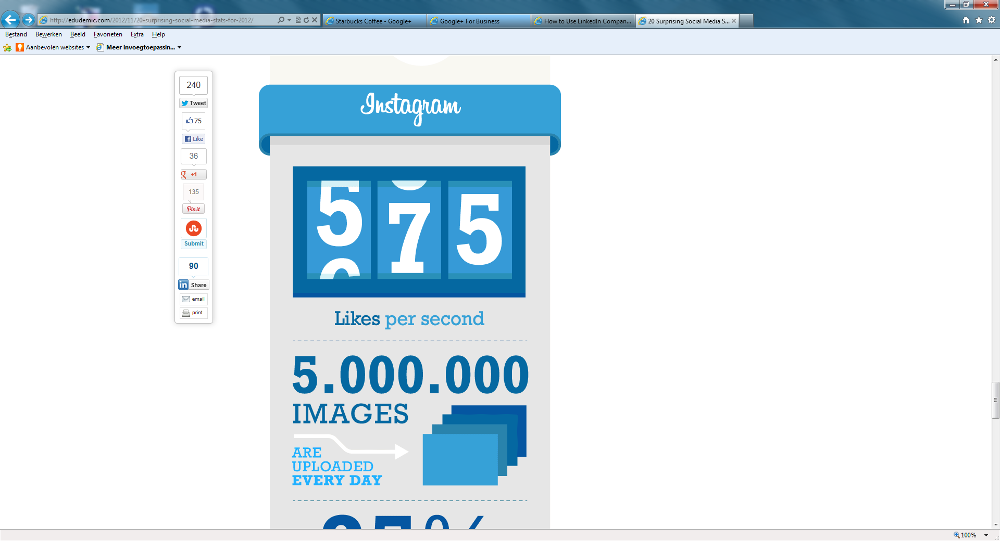 http://edudemic.com/2012/11/20-surprising-social-media-stats-for-2012/
Starbucks Coffee - Google+
Google+ For Business
How to Use LinkedIn Compan...
20 Surprising Social Media S...
Bestand Bewerken Beeld Favorieten Extra Help
Aanbevolen websites
Meer invoegtoepassin...
240
Tweet
75
Like
36
+1
135
Pin it
Submit
90
in Share
email
print
Instagram
575
Likes per second
5.000.000
IMAGES
ARE
UPLOADED
EVERY DAY
100%